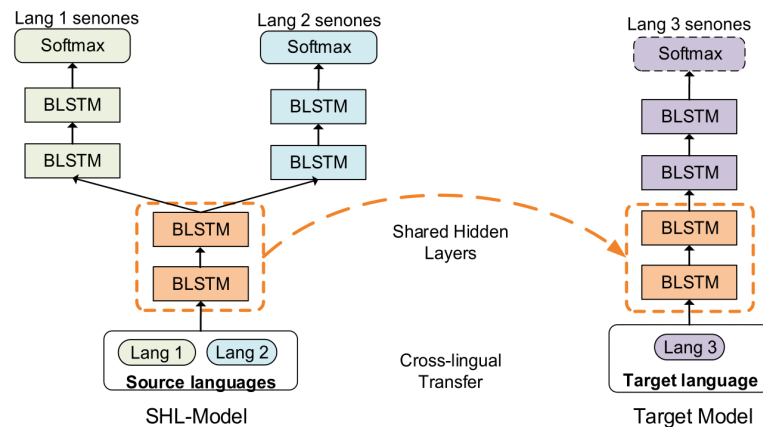 Lang 1 senones
Softmax
BLSTM
BLSTM
Lang 2 senones
Softmax
BLSTM
BLSTM
BLSTM
BLSTM
Lang 1
Lang 2
Source languages
SHL-Model
Shared Hidden
Layers
Cross-lingual
Transfer
Lang 3 senones
Softmax
BLSTM
BLSTM
BLSTM
BLSTM
Lang 3
Target language
Target Model